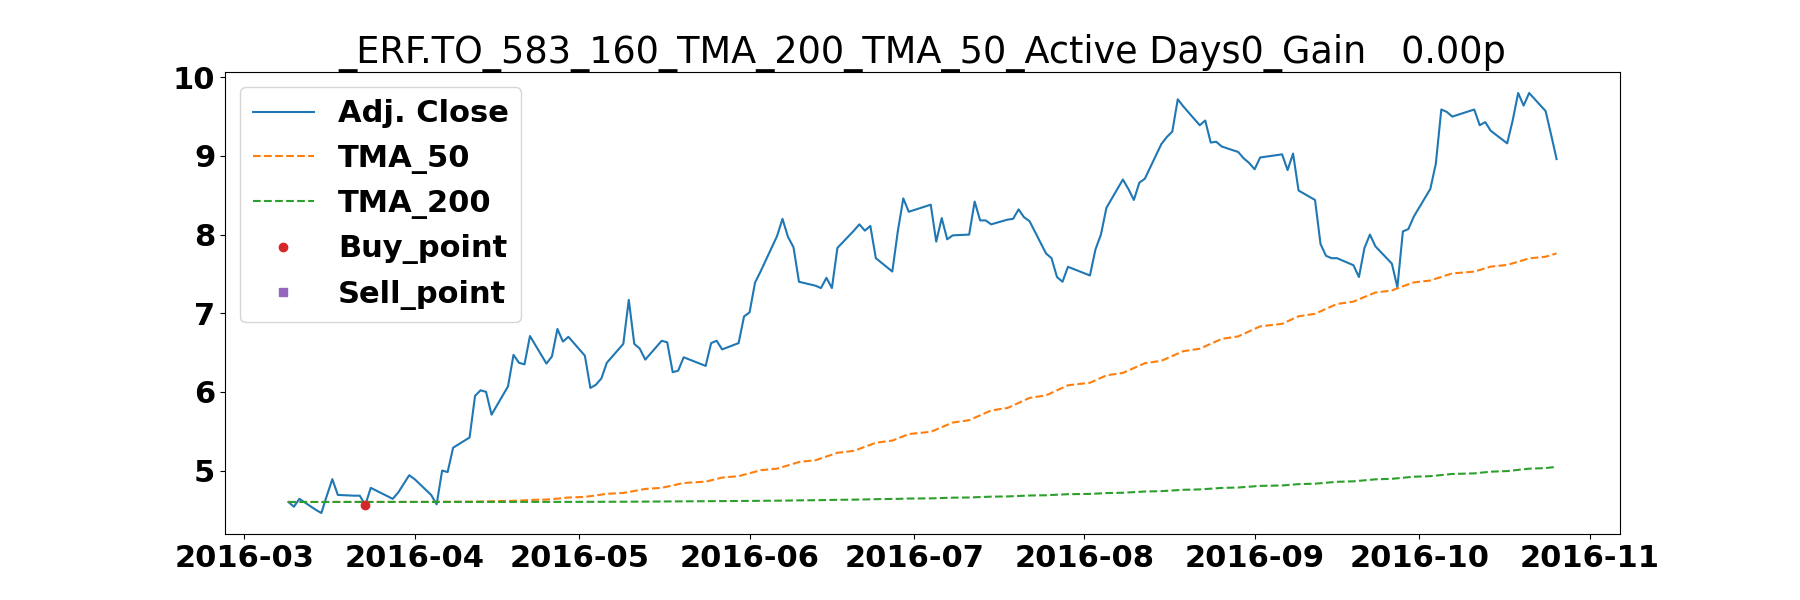 _ERF.TO_583_160_TMA_200_TMA_50_Active Days0_Gain   0.00p
10
9
8
7
6
5
Adj. Close
TMA_50
TMA_200
Buy_point
Sell_point
2016-03 2016-04 2016-05 2016-06 2016-07 2016-08 2016-09 2016-10 2016-11